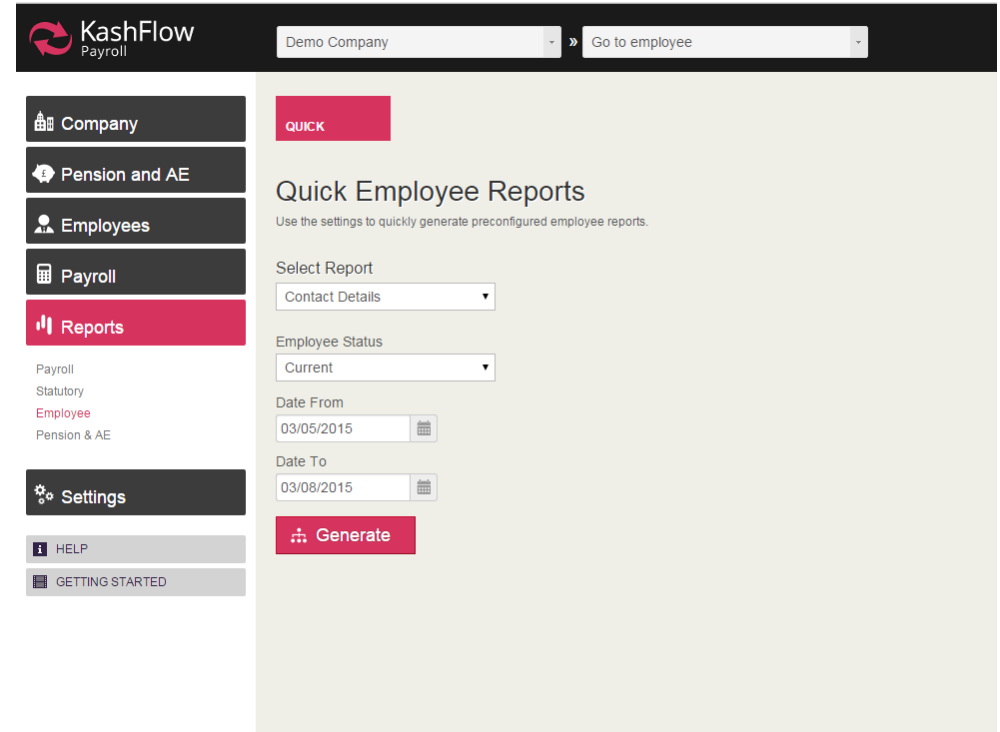 KashFlow
Payroll
Demo Company » Go to employee
Company
Pension and AE
Employees
Payroll
Reports
Payroll
Statutory
Employee
Pension & AE
Settings
HELP
GETTING STARTED
QUICK
Quick Employee Reports
Use the settings to quickly generate preconfigured employee reports.
Select Report
Contact Details
Employee Status
Current
Date From
03/05/2015
Date To
03/08/2015
Generate